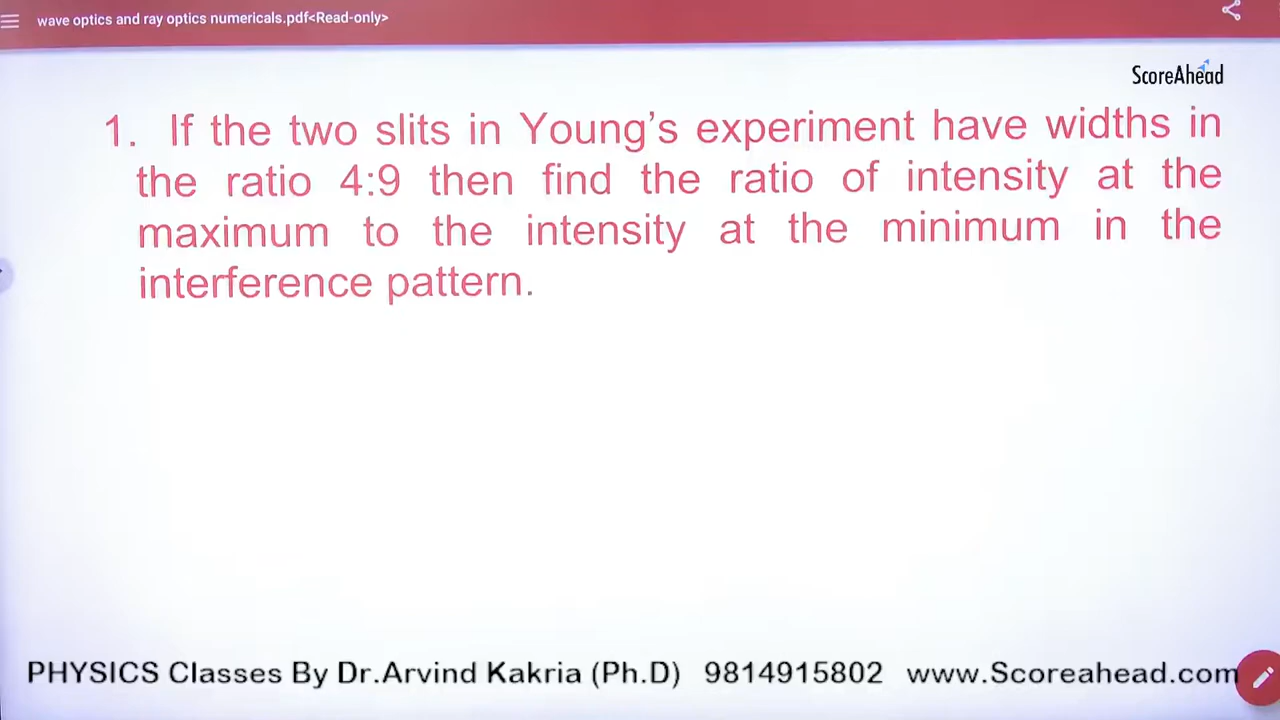 wave optics and ray optics numericals.pdf<Read-only>
ScoreAhead
1. If the two slits in Young’s experiment have widths in
the ratio 4:9 then find the ratio of intensity at the
maximum to the intensity at the minimum in the
interference pattern.
PHYSICS Classes By Dr.Arvind Kakria (Ph.D) 9814915802 www.Scoreahead.com